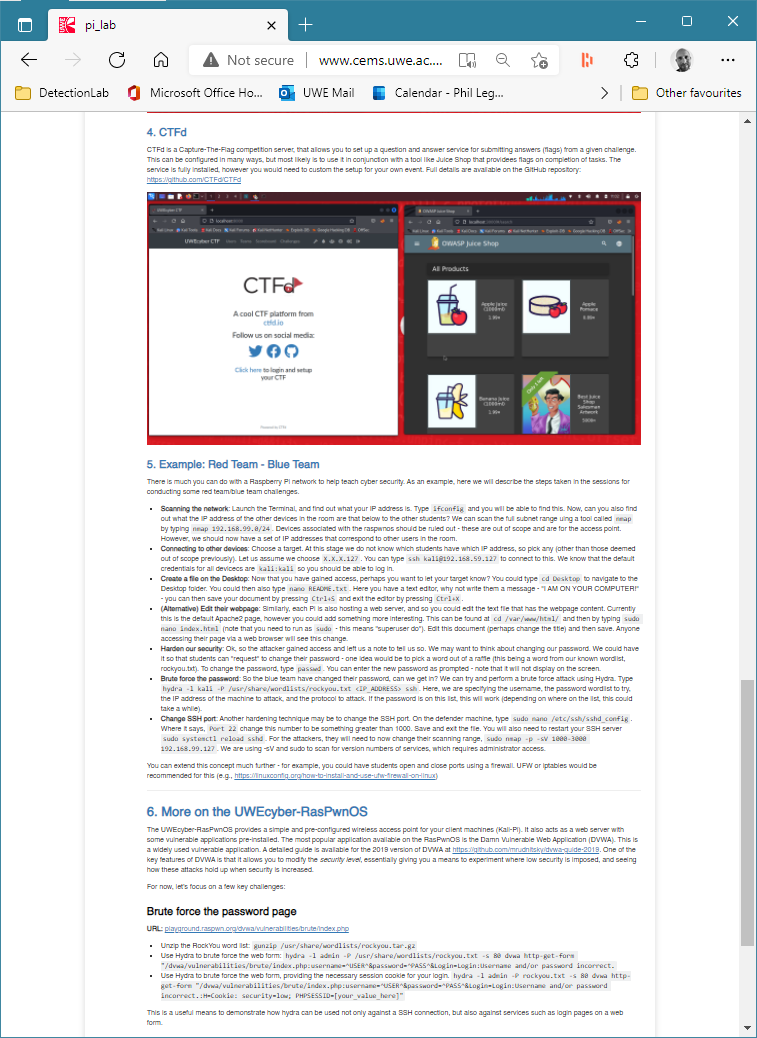 pi_lab
Not secure
www.cems.uwe.ac....
DetectionLab
Microsoft Office Ho...
UWE Mail
Calendar - Phil Leg...
Other favourites
4. CTFd
CTFd is a Capture-The-Flag competition server, that allows you to set up a question and answer service for submitting answers (flags) from a given challenge.
This can be configured in many ways, but most likely is to use it in conjunction with a tool like Juice Shop that providees flags on completion of tasks. The
service is fully installed, however you would need to custom the setup for your own event. Full details are available on the GitHub repository:
https://github.com/CTFd/CTFd
UWEcyber CTF
CTFd
A cool CTF platform from
ctfd.io
Follow us on social media:
Click here to login and setup
your CTF
Powered by CTFd
OWASP Juice Shop
OWASP Juice Shop
All Products
Apple Juice
(1000ml)
1.99¤
Apple
Pomace
0.89¤
Banana Juice
(1000ml)
1.99¤
Only 1 left
Best Juice
Shop
Salesman
Artwork
5000¤
5. Example: Red Team - Blue Team
There is much you can do with a Raspberry Pi network to help teach cyber security. As an example, here we will describe the steps taken in the sessions for
conducting some red team/blue team challenges.
• Scanning the network: Launch the Terminal, and find out what your IP address is. Type ifconfig and you will be able to find this. Now, can you also find
out what the IP address of the other devices in the room are that below to the other students? We can scan the full subnet range uing a tool called nmap
by typing nmap 192.168.99.0/24 . Devices associated with the raspwnos should be ruled out - these are out of scope and are for the access point.
However, we should now have a set of IP addresses that correspond to other users in the room.
• Connecting to other devices: Choose a target. At this stage we do not know which students have which IP address, so pick any (other than those deemed
out of scope previously). Let us assume we choose X.X.X.127 . You can type ssh kali@192.168.59.127 to connect to this. We know that the default
credentials for all deviceds are kali:kali so you should be able to log in.
• Create a file on the Desktop: Now that you have gained access, perhaps you want to let your target know? You could type cd Desktop to navigate to the
Desktop folder. You could then also type nano README.txt . Here you have a text editor, why not write them a message - "I AM ON YOUR COMPUTER!"
- you can then save your document by pressing Ctrl+S and exit the editor by pressing Ctrl+X .
• (Alternative) Edit their webpage: Similarly, each Pi is also hosting a web server, and so you could edit the text file that has the webpage content. Currently
this is the default Apache2 page, however you could add something more interesting. This can be found at cd /var/www/html/ and then by typing sudo
nano index.html (note that you need to run as sudo - this means "superuser do"). Edit this document (perhaps change the title) and then save. Anyone
accessing their page via a web browser will see this change.
• Harden our security: Ok, so the attacker gained access and left us a note to tell us so. We may want to think about changing our password. We could have
it so that students can "request" to change their password - one idea would be to pick a word out of a raffle (this being a word from our known wordlist,
rockyou.txt). To change the password, type passwd . You can enter the new password as prompted - note that it will not display on the screen.
• Brute force the password: So the blue team have changed their password, can we get in? We can try and perform a brute force attack using Hydra. Type
hydra -l kali -P /usr/share/wordlists/rockyou.txt <IP_ADDRESS> ssh . Here, we are specifying the username, the password wordlist to try,
the IP address of the machine to attack, and the protocol to attack. If the password is on this list, this will work (depending on where on the list, this could
take a while).
• Change SSH port: Another hardening technique may be to change the SSH port. On the defender machine, type sudo nano /etc/ssh/sshd_config .
Where it says, Port 22 change this number to be something greater than 1000. Save and exit the file. You will also need to restart your SSH server
sudo systemctl reload sshd . For the attackers, they will need to now change their scanning range, sudo nmap -p -sV 1000-3000
192.168.99.127 . We are using -sV and sudo to scan for version numbers of services, which requires administrator access.
You can extend this concept much further - for example, you could have students open and close ports using a firewall. UFW or iptables would be
recommended for this (e.g., https://linuxconfig.org/how-to-install-and-use-ufw-firewall-on-linux)
6. More on the UWEcyber-RasPwnOS
The UWEcyber-RasPwnOS provides a simple and pre-configured wireless access point for your client machines (Kali-Pi). It also acts as a web server with
some vulnerable applications pre-installed. The most popular application available on the RasPwnOS is the Damn Vulnerable Web Application (DVWA). This is
a widely used vulnerable application. A detailed guide is available for the 2019 version of DVWA at https://github.com/mrudnitsky/dvwa-guide-2019. One of the
key features of DVWA is that it allows you to modify the security level, essentially giving you a means to experiment where low security is imposed, and seeing
how these attacks hold up when security is increased.
For now, let's focus on a few key challenges:
Brute force the password page
URL: playground.raspwn.org/dvwa/vulnerabilities/brute/index.php
• Unzip the RockYou word list: gunzip /usr/share/wordlists/rockyou.tar.gz
• Use Hydra to brute force the web form: hydra -l admin -P /usr/share/wordlists/rockyou.txt -s 80 dvwa http-get-form
"/dvwa/vulnerabilities/brute/index.php:username=^USER^&password=^PASS^&Login=Login:Username and/or password incorrect.
• Use Hydra to brute force the web form, providing the necessary session cookie for your login. hydra -l admin -P rockyou.txt -s 80 dvwa http-
get-form "/dvwa/vulnerabilities/brute/index.php:username=^USER^&password=^PASS^&Login=Login:Username and/or password
incorrect.:H=Cookie: security=low; PHPSESSID=[your_value_here]"
This is a useful means to demonstrate how hydra can be used not only against a SSH connection, but also against services such as login pages on a web
form.